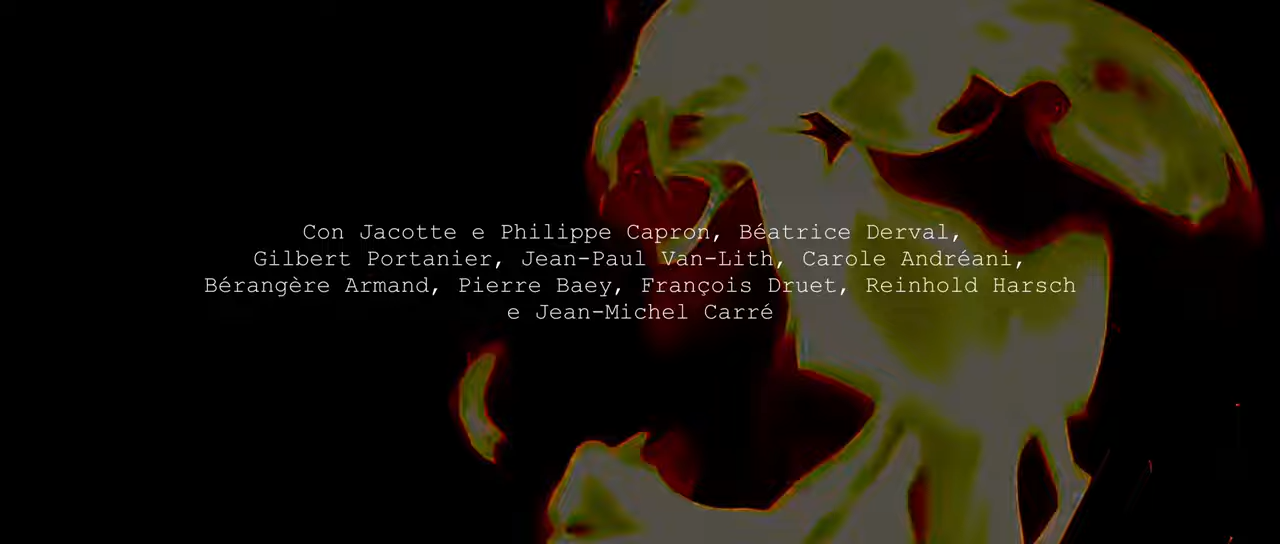 Con Jacotte e Philippe Capron, Béatrice Derval,
Gilbert Portanier, Jean-Paul Van-Lith, Carole Andréani,
Bérangère Armand, Pierre Baey, François Druet, Reinhold Harsch
e Jean-Michel Carré